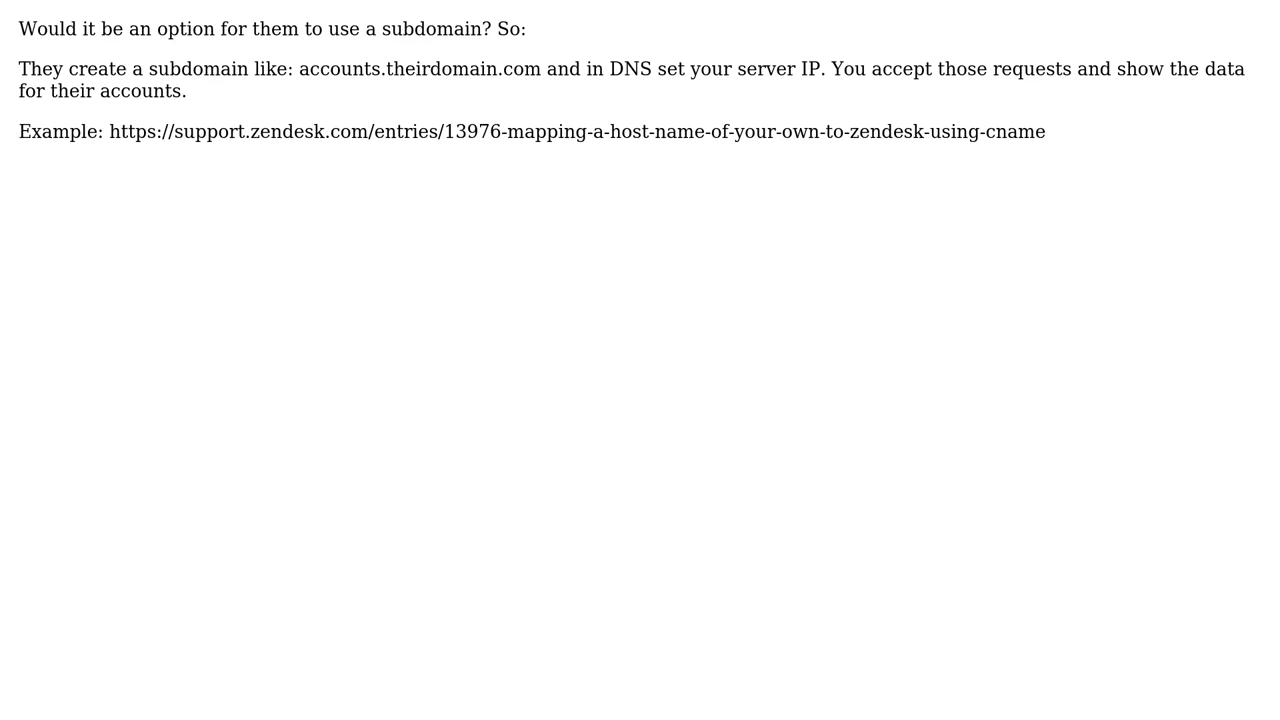 Would it be an option for them to use a subdomain? So:
They create a subdomain like: accounts.theirdomain.com and in DNS set your server IP. You accept those requests and show the data
for their accounts.
Example: https://support.zendesk.com/entries/13976-mapping-a-host-name-of-your-own-to-zendesk-using-cname